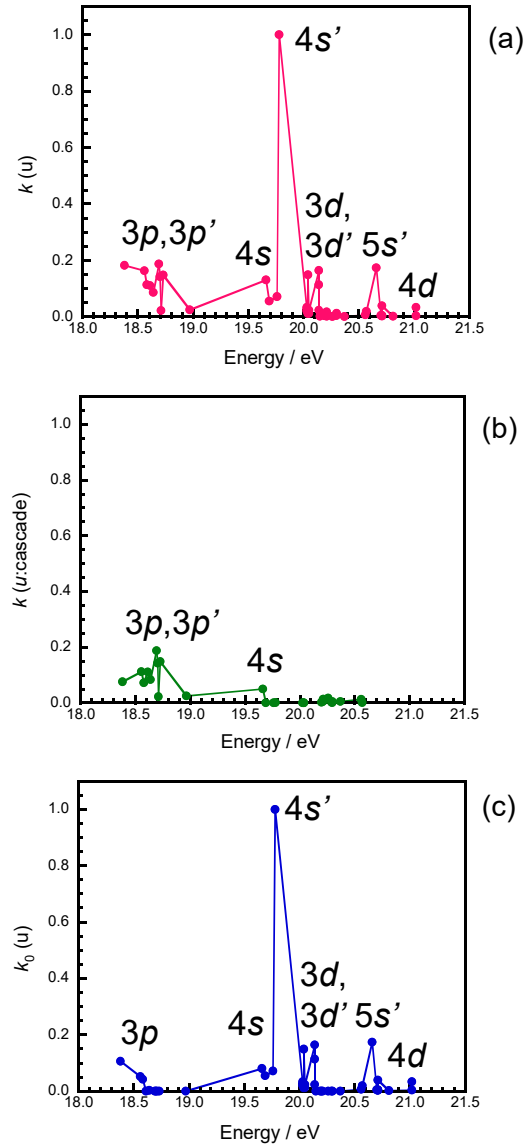 (a)
4s’
1.0
0.8
0.6
0.4
0.2
0.0
k (u)
3p,3p’
4s
3d,
3d’ 5s’
4d
18.0 18.5 19.0 19.5 20.0 20.5 21.0 21.5
Energy / eV
(b)
1.0
0.8
0.6
0.4
0.2
0.0
k (u:cascade)
3p,3p’
4s
18.0 18.5 19.0 19.5 20.0 20.5 21.0 21.5
Energy / eV
(c)
4s’
1.0
0.8
0.6
0.4
0.2
0.0
k0 (u)
3p
4s
3d,
3d’ 5s’
4d
18.0 18.5 19.0 19.5 20.0 20.5 21.0 21.5
Energy / eV